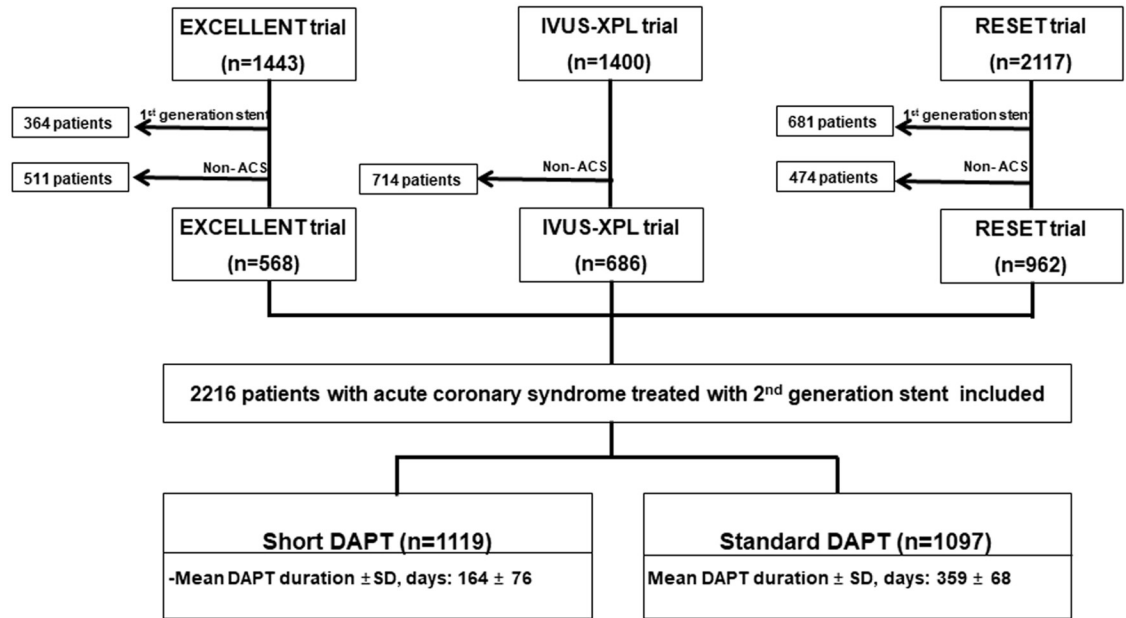 EXCELLENT trial
(n=1443)
IVUS-XPL trial
(n=1400)
RESET trial
(n=2117)
364 patients
1st generation stent
681 patients
1st generation stent
511 patients
Non- ACS
714 patients
Non-ACS
474 patients
Non-ACS
EXCELLENT trial
(n=568)
IVUS-XPL trial
(n=686)
RESET trial
(n=962)
2216 patients with acute coronary syndrome treated with 2nd generation stent included
Short DAPT (n=1119)
-Mean DAPT duration ± SD, days: 164 ± 76
Standard DAPT (n=1097)
Mean DAPT duration ± SD, days: 359 ± 68